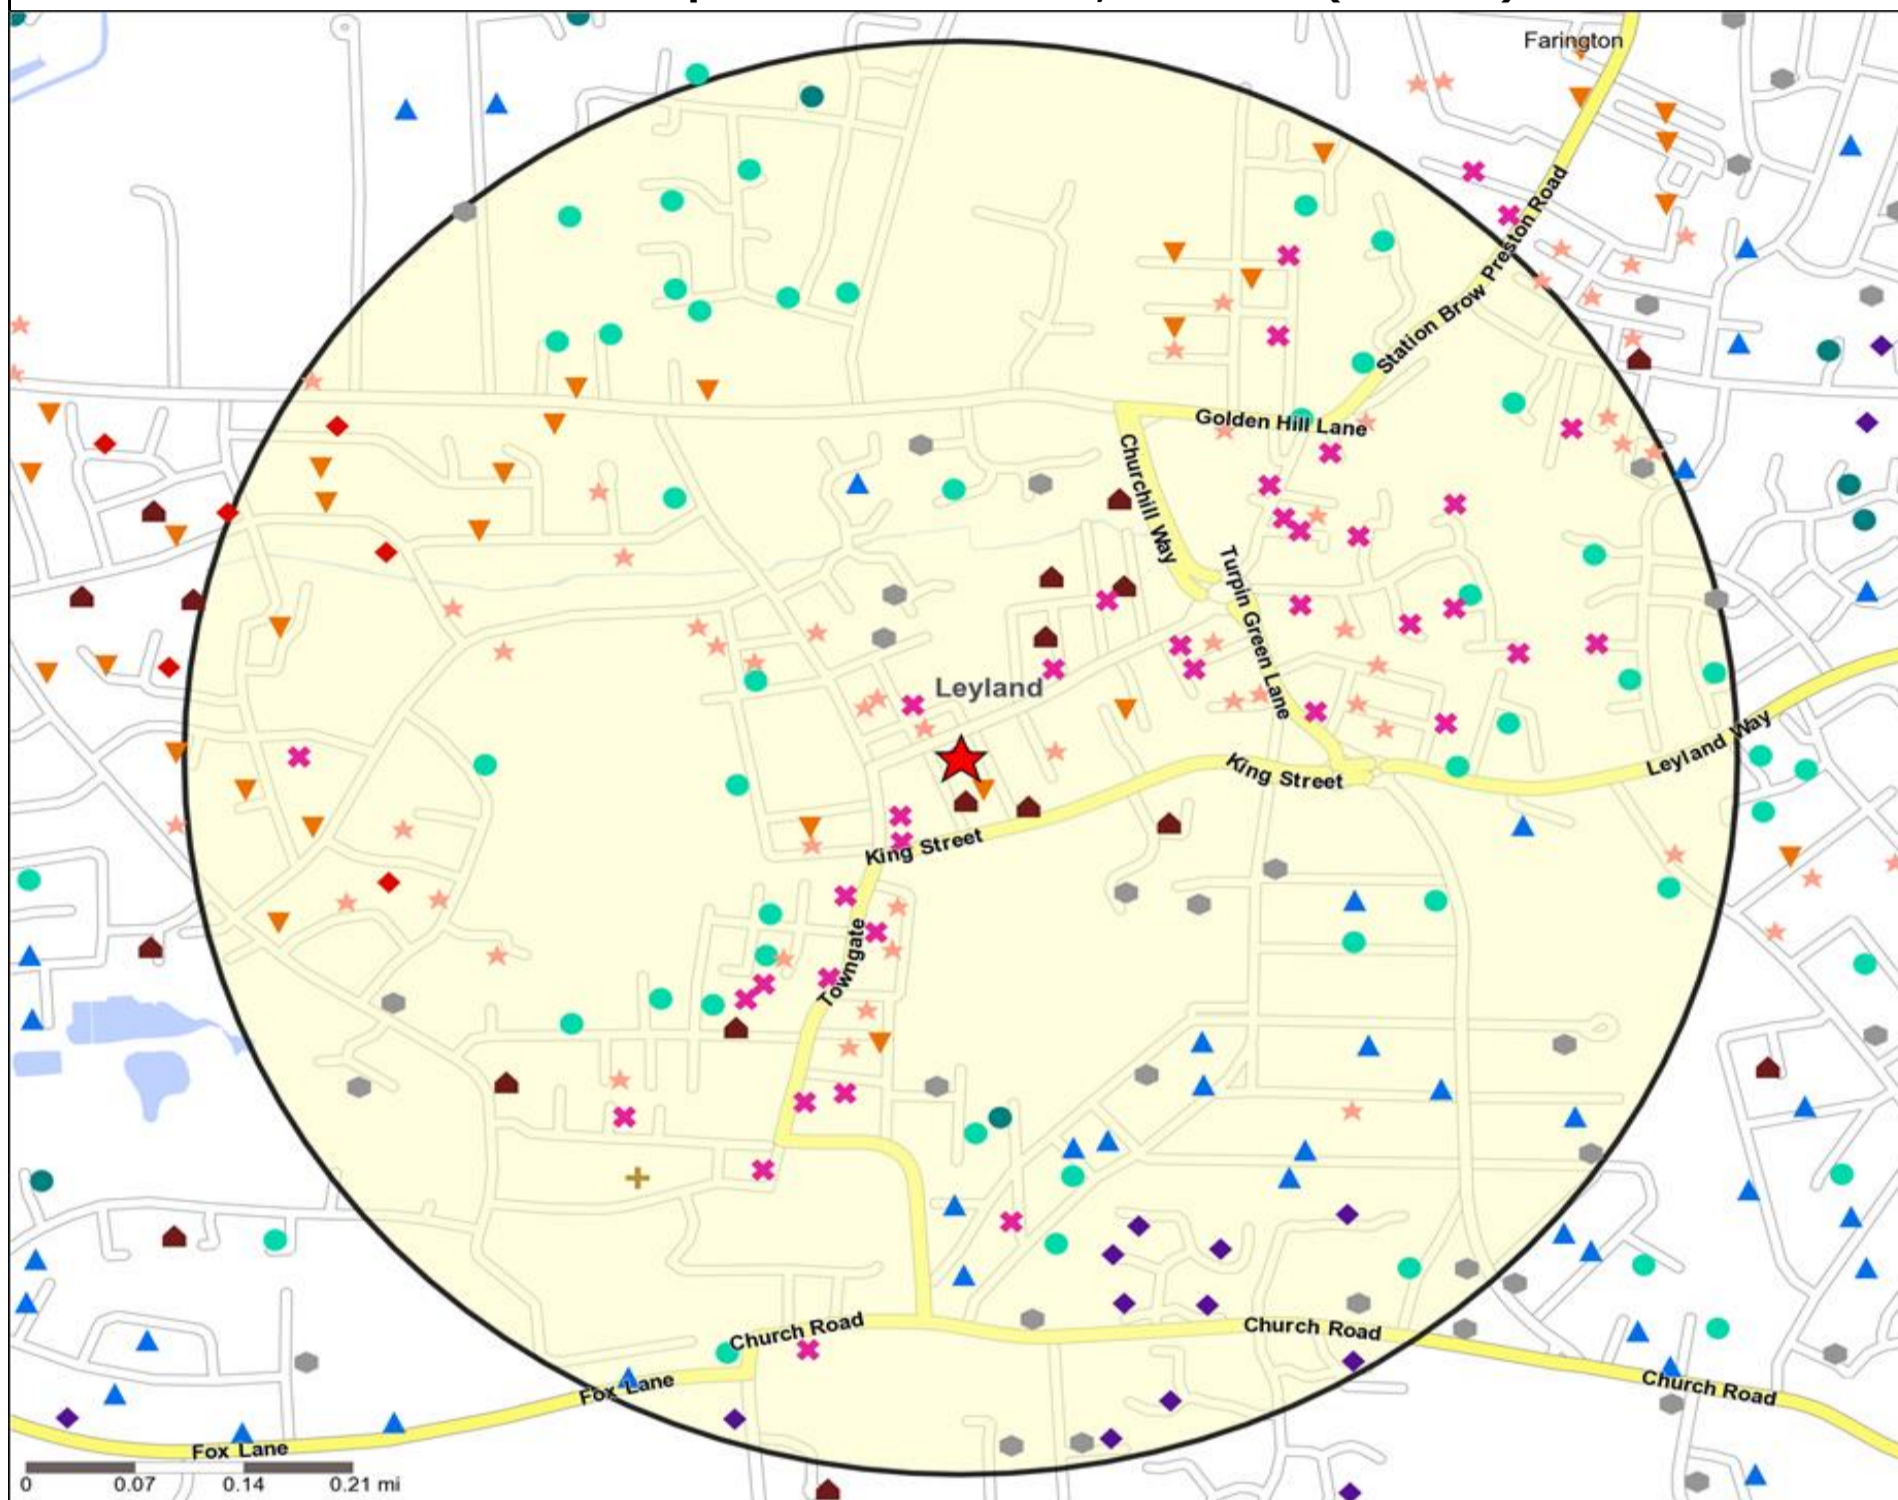 Farington
Station Brow Preston Road
Golden Hill Lane
Churchill Way
Turpin Green Lane
Leyland
Leyland Way
King Street
King Street
Towngate
Church Road
Church Road
Church Road
Fox Lane
Fox Lane
0 0.07 0.14 0.21 mi